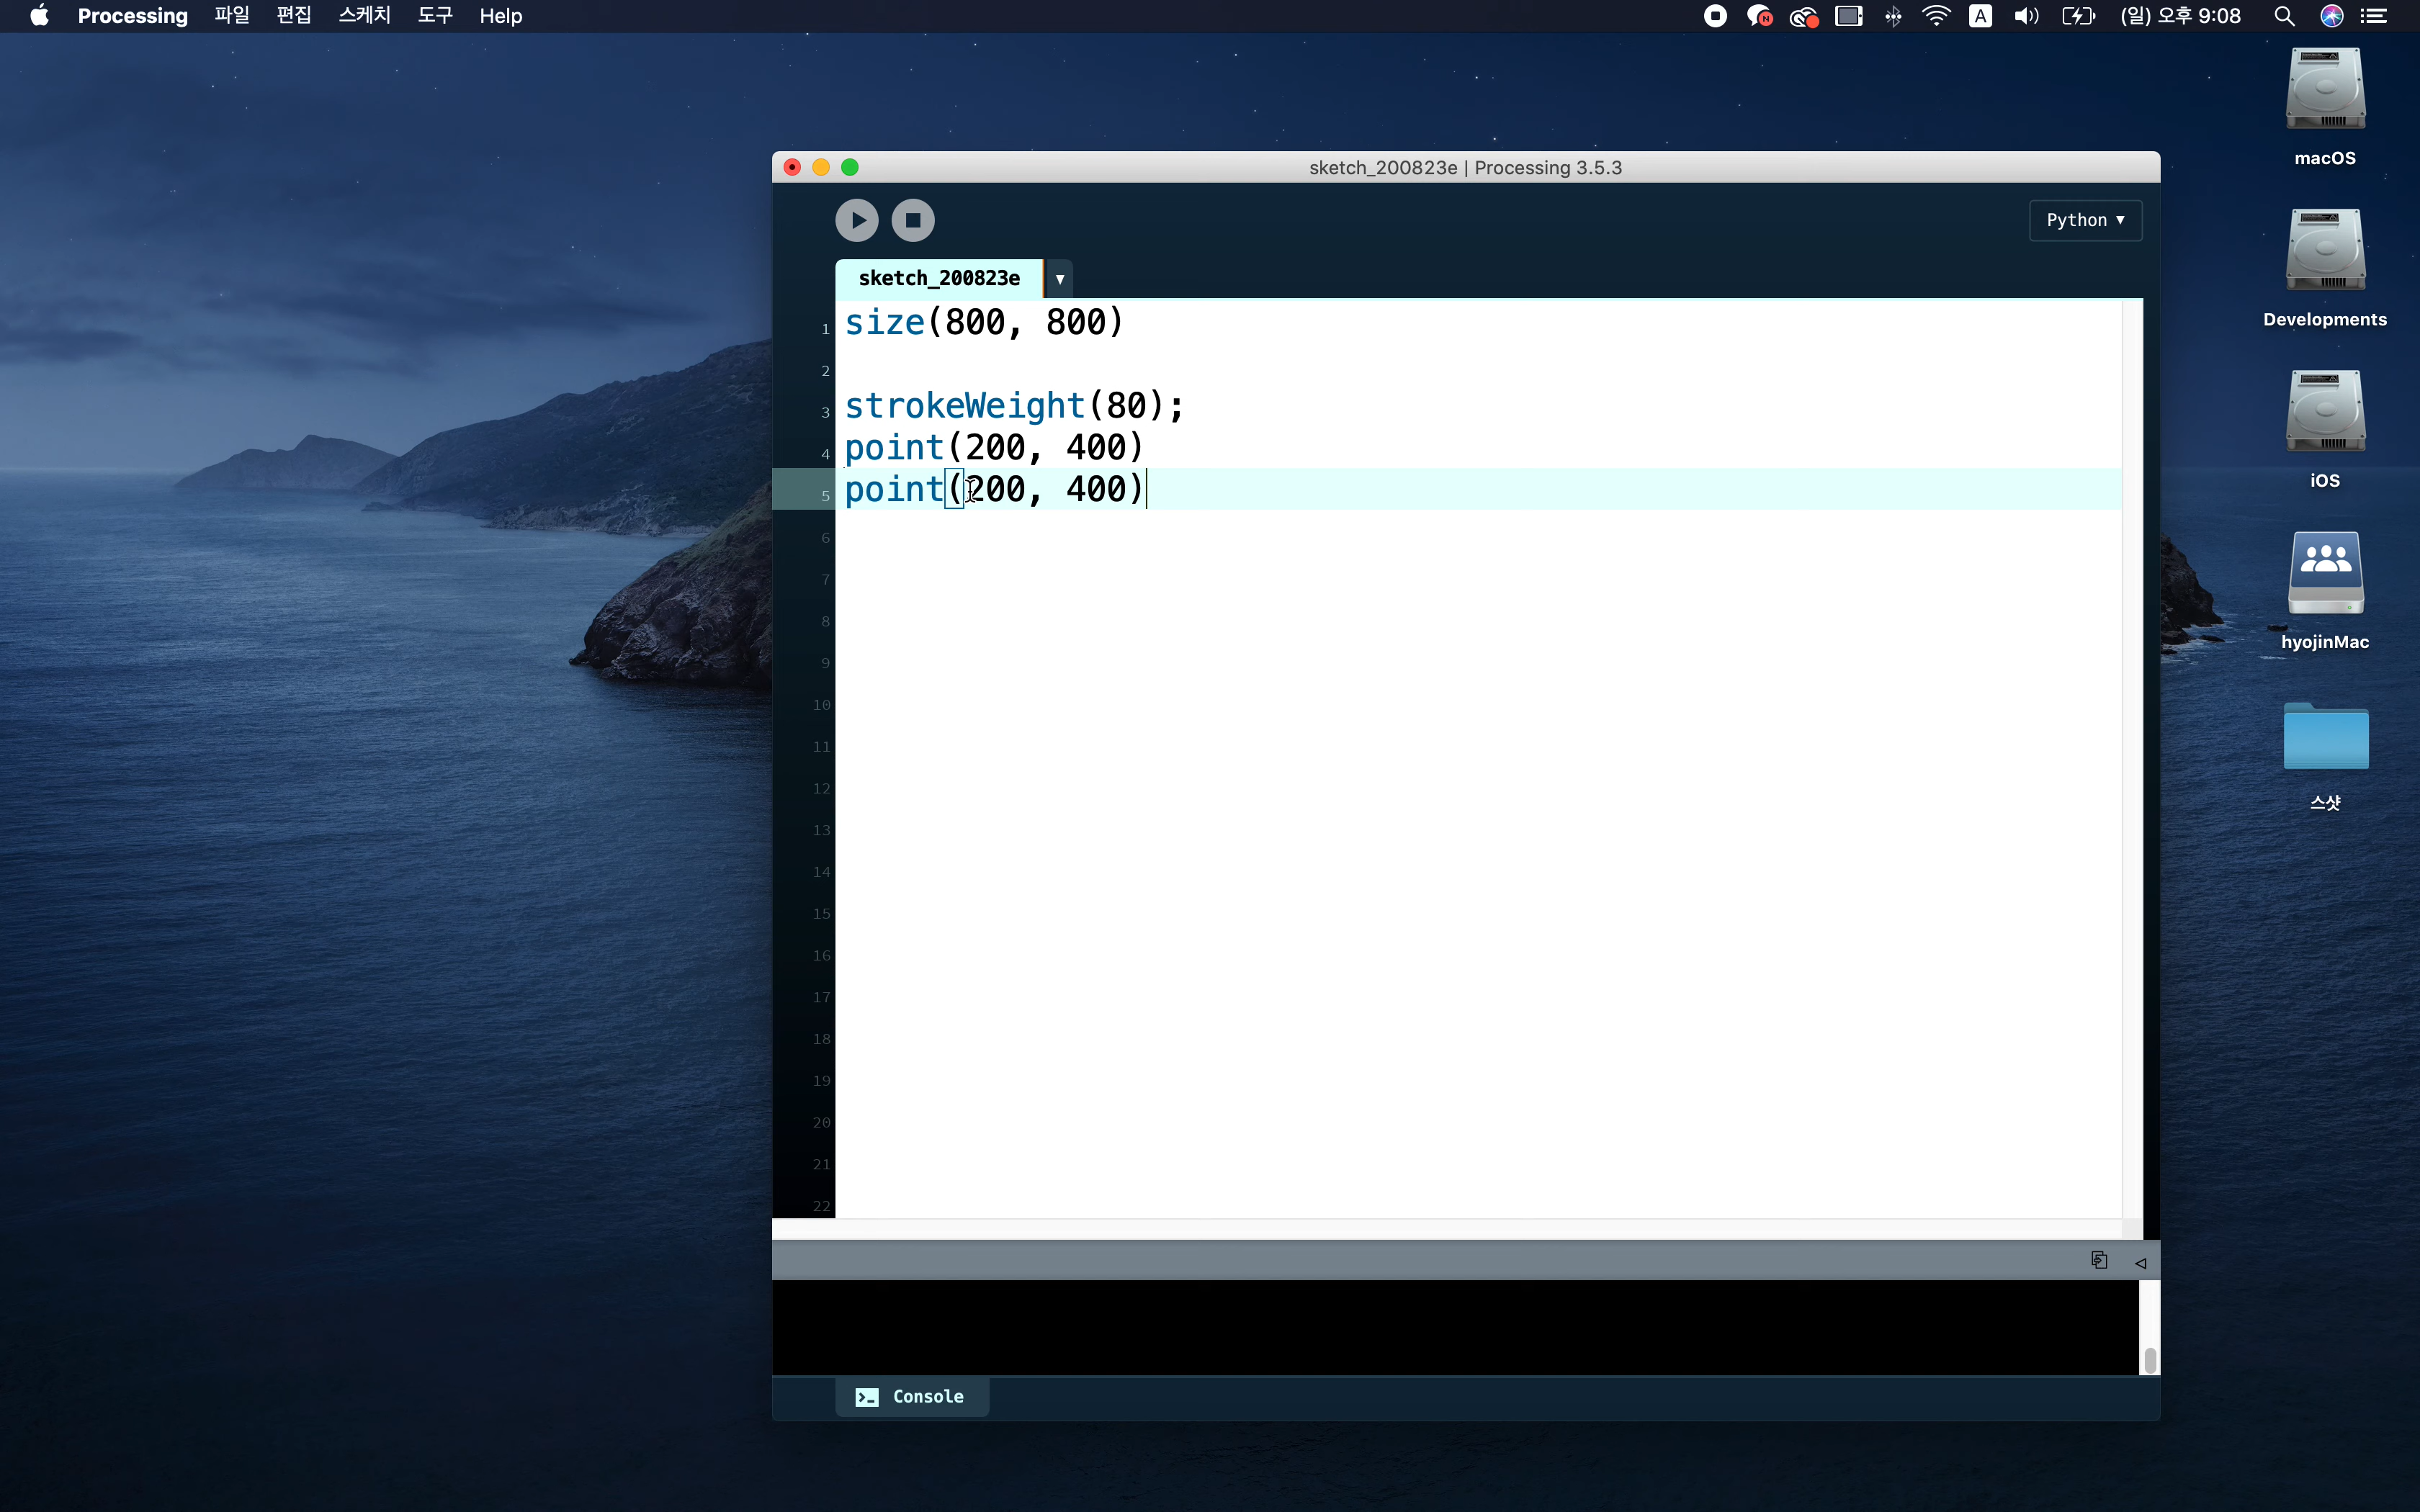 Processing 파일 편집 스케치 도구 Help
A (일) 오후 9:08
macOS
sketch_200823e | Processing 3.5.3
Python ▼
sketch_200823e ▼
Developments
1 size(800, 800)
2
3 strokeWeight(80);
4 point(200, 400)
5 point(200, 400)
iOS
6
7
8
9
hyojinMac
10
11
12
스샷
13
14
15
16
17
18
19
20
21
22
Console